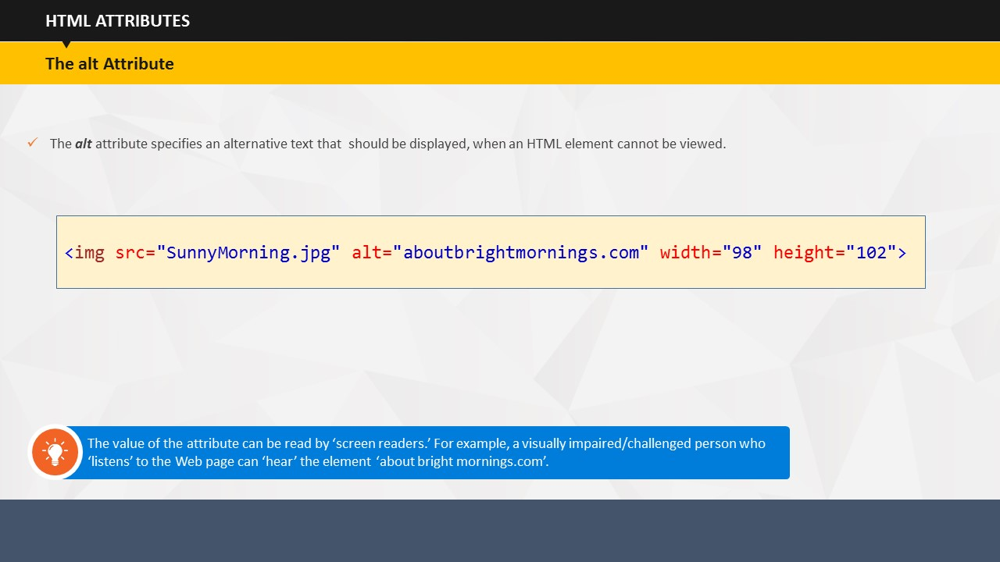 HTML ATTRIBUTES
The alt Attribute
The alt attribute specifies an alternative text that should be displayed, when an HTML element cannot be viewed.
<img src="SunnyMorning.jpg" alt="aboutbrightmornings.com" width="98" height="102">
The value of the attribute can be read by ‘screen readers.’ For example, a visually impaired/challenged person who
‘listens’ to the Web page can ‘hear’ the element ‘about bright mornings.com’.